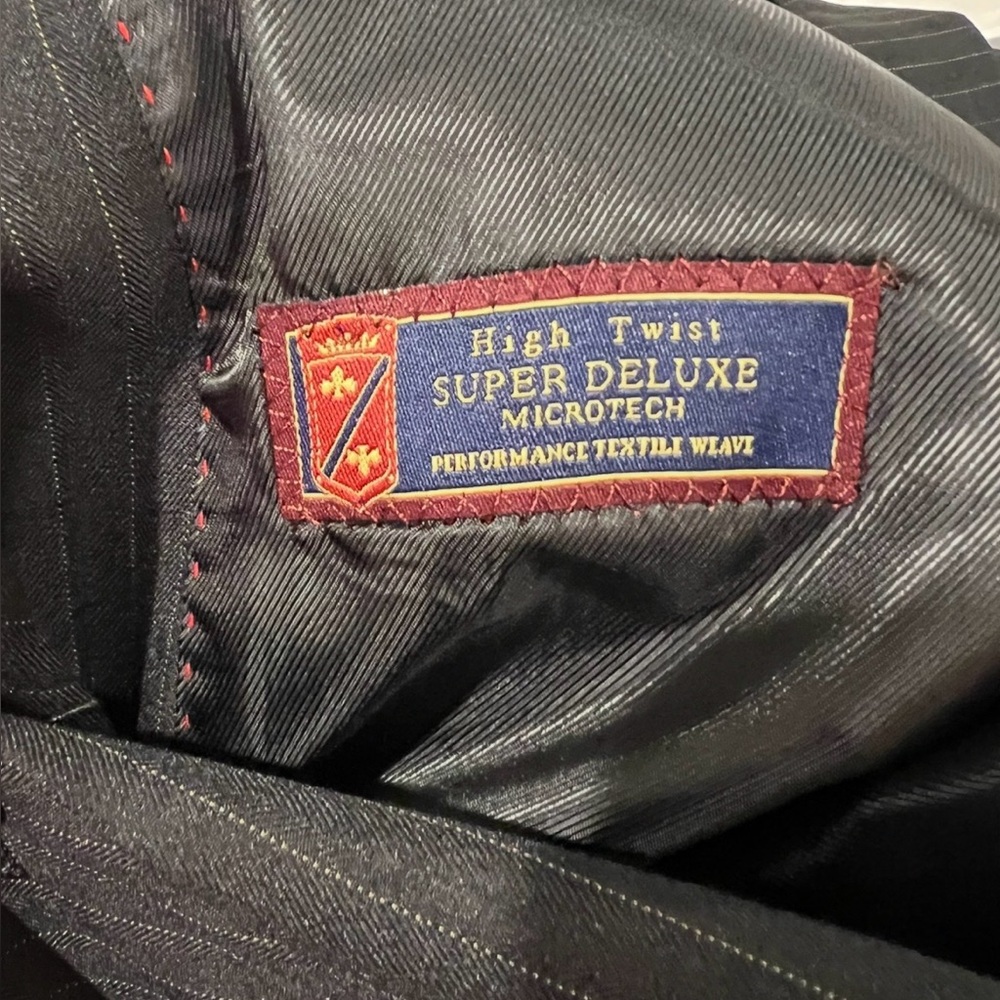 High Twist
SUPER DELUXE
MICROTECH
PERFORMANCE TEXTILE WEAVE